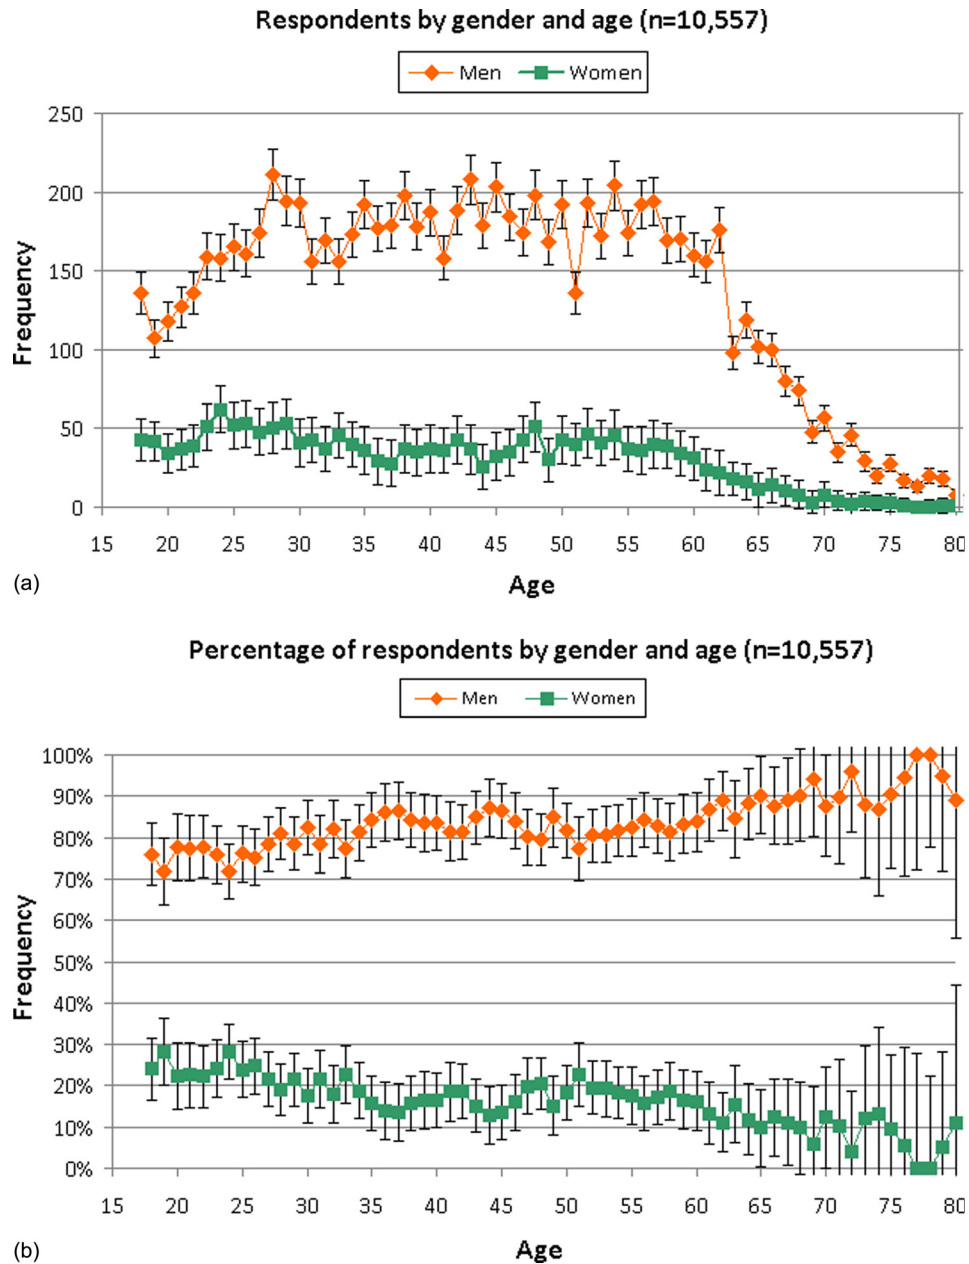 Respondents by gender and age (n=10,557)
Men Women
250
200
150
100
50
0
Frequency
15 20 25 30 35 40 45 50 55 60 65 70 75 80
Age
(a)
Percentage of respondents by gender and age (n=10,557)
Men Women
100%
90%
80%
70%
60%
50%
40%
30%
20%
10%
0%
Frequency
15 20 25 30 35 40 45 50 55 60 65 70 75 80
Age
(b)